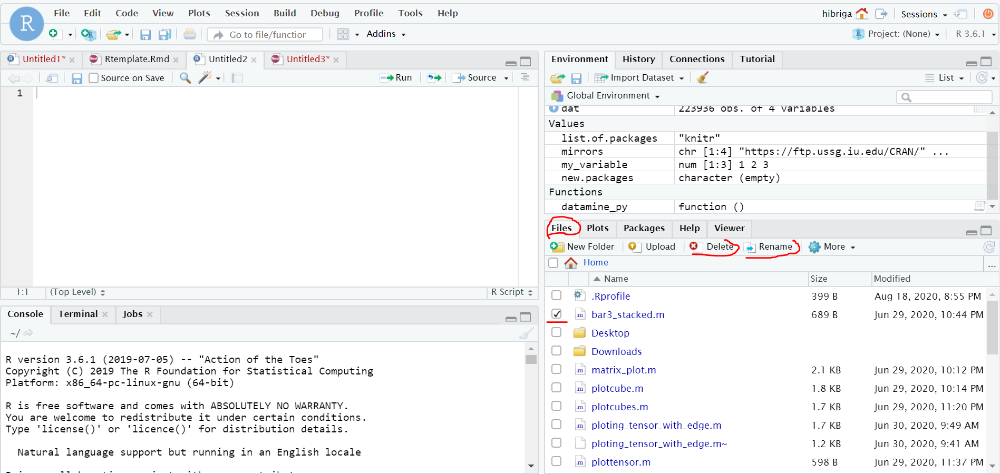 R File Edit Code View Plots Session Build Debug Profile Tools Help hibriga Sessions
Go to file/function Addins Project: (None) R 3.6.1
Untitled1* Rtemplate.Rmd Untitled2 Untitled3*
Source on Save Run Source
1
1:1 (Top Level) R Script
Console Terminal Jobs
~/
R version 3.6.1 (2019-07-05) -- "Action of the Toes"
Copyright (C) 2019 The R Foundation for Statistical Computing
Platform: x86_64-pc-linux-gnu (64-bit)
R is free software and comes with ABSOLUTELY NO WARRANTY.
You are welcome to redistribute it under certain conditions.
Type 'license()' or 'licence()' for distribution details.
Natural language support but running in an English locale
Environment History Connections Tutorial
Import Dataset List
Global Environment
dat 223936 obs. of 4 variables
Values
list.of.packages "knitr"
mirrors chr [1:4] "https://ftp.ussg.iu.edu/CRAN/" ...
my_variable num [1:3] 1 2 3
new.packages character (empty)
Functions
datamine_py function ()
Files Plots Packages Help Viewer
New Folder Upload Delete Rename More
Home ...
Name Size Modified
.Rprofile 399 B Aug 18, 2020, 8:55 PM
bar3_stacked.m 689 B Jun 29, 2020, 10:44 PM
Desktop
Downloads
matrix_plot.m 2.1 KB Jun 29, 2020, 10:12 PM
plotcube.m 1.8 KB Jun 29, 2020, 10:14 PM
plotcubes.m 1.7 KB Jun 29, 2020, 11:20 PM
ploting_tensor_with_edge.m 1.7 KB Jun 30, 2020, 9:49 AM
ploting_tensor_with_edge.m~ 1.2 KB Jun 30, 2020, 9:41 AM
plottensor.m 598 B Jun 29, 2020, 11:37 PM